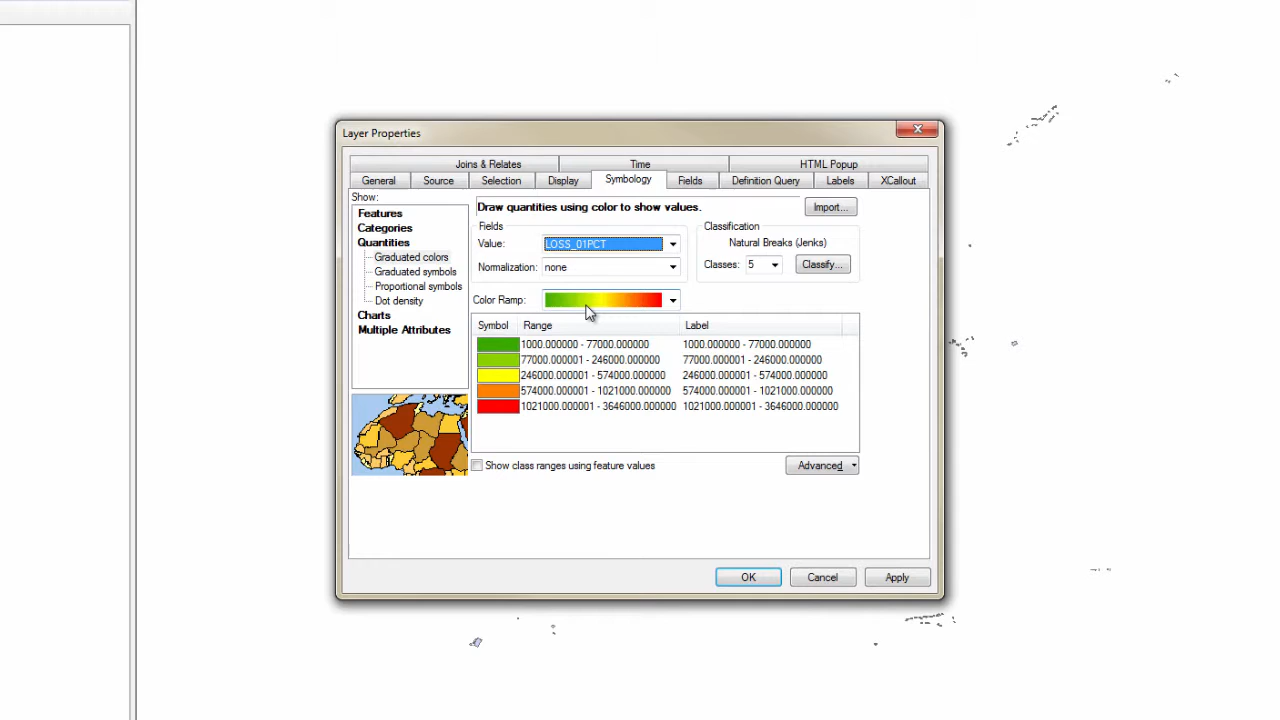 Layer Properties
Joins & Relates Time HTML Popup
General Source Selection Display Symbology Fields Definition Query Labels XCallout
Show:
Features
Categories
Quantities
Graduated colors
Graduated symbols
Proportional symbols
Dot density
Charts
Multiple Attributes
Draw quantities using color to show values.
Import...
Fields
Value: LOSS_01PCT
Normalization: none
Classification
Natural Breaks (Jenks)
Classes: 5 Classify...
Color Ramp:
Symbol Range Label
1000.000000 - 77000.000000 1000.000000 - 77000.000000
77000.000001 - 246000.000000 77000.000001 - 246000.000000
246000.000001 - 574000.000000 246000.000001 - 574000.000000
574000.000001 - 1021000.000000 574000.000001 - 1021000.000000
1021000.000001 - 3646000.000000 1021000.000001 - 3646000.000000
Show class ranges using feature values
Advanced
OK Cancel Apply